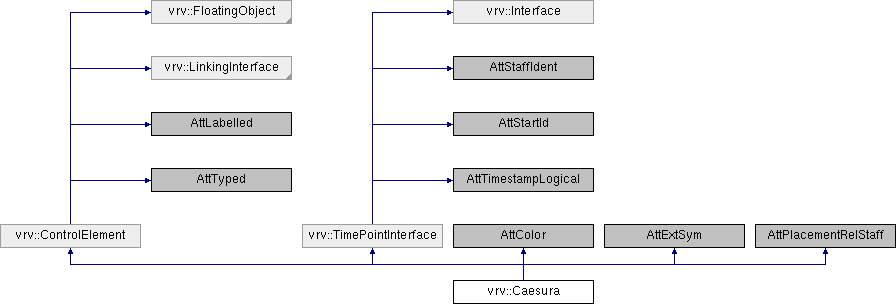 vrv::FloatingObject
vrv::Interface
vrv::LinkingInterface
AttStaffIdent
AttLabelled
AttStartId
AttTyped
AttTimestampLogical
vrv::ControlElement
vrv::TimePointInterface
AttColor
AttExtSym
AttPlacementRelStaff
vrv::Caesura